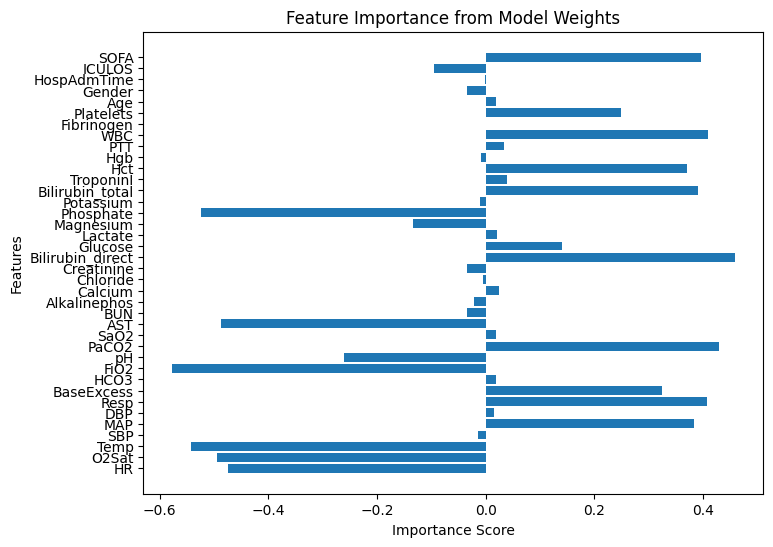 Feature Importance from Model Weights
Features
SOFA
ICULOS
HospAdmTime
Gender
Age
Platelets
Fibrinogen
WBC
PTT
Hgb
Hct
TroponinI
Bilirubin_total
Potassium
Phosphate
Magnesium
Lactate
Glucose
Bilirubin_direct
Creatinine
Chloride
Calcium
Alkalinephos
BUN
AST
SaO2
PaCO2
pH
FiO2
HCO3
BaseExcess
Resp
DBP
MAP
SBP
Temp
O2Sat
HR
−0.6 −0.4 −0.2 0.0 0.2 0.4
Importance Score